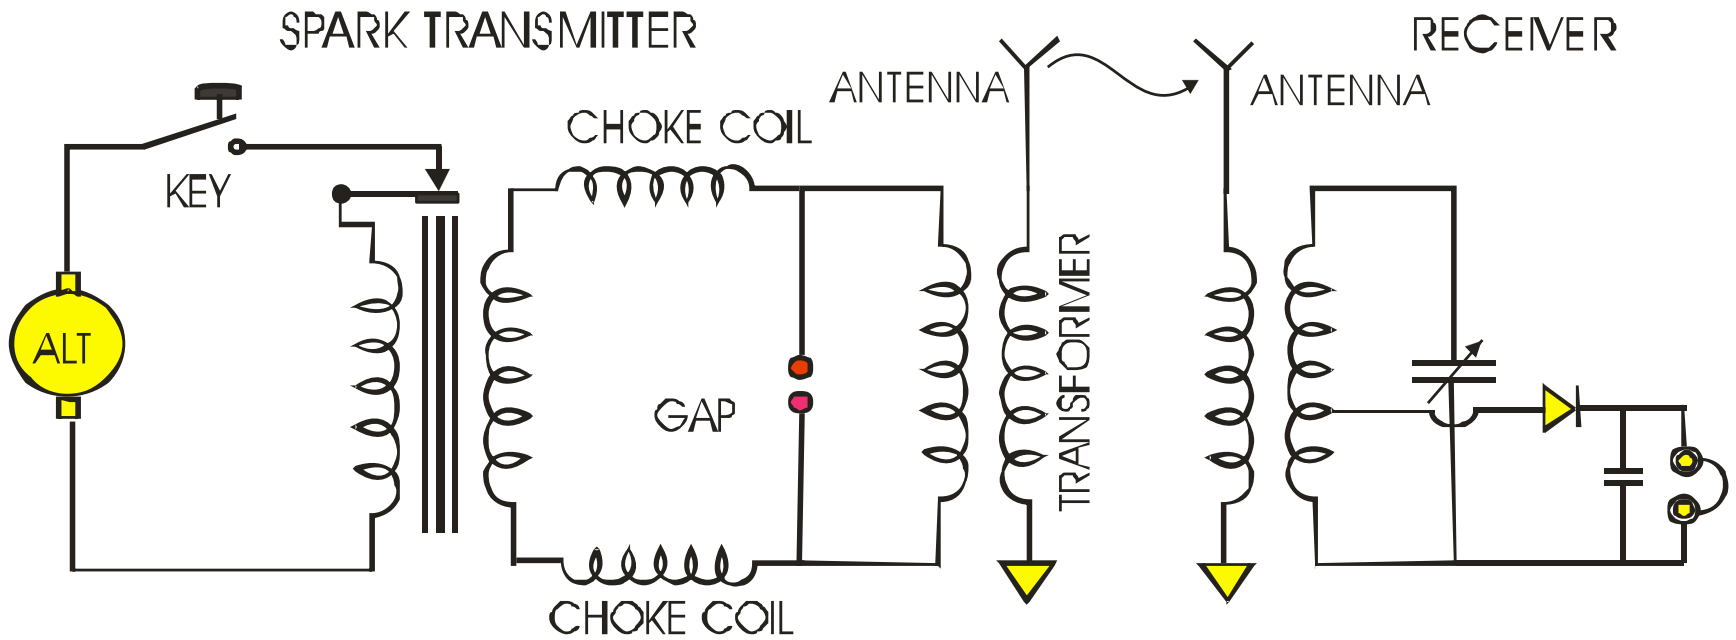 SPARK TRANSMITTER
RECEIVER
ANTENNA
ANTENNA
CHOKE COIL
KEY
ALT
GAP
TRANSFORMER
CHOKE COIL